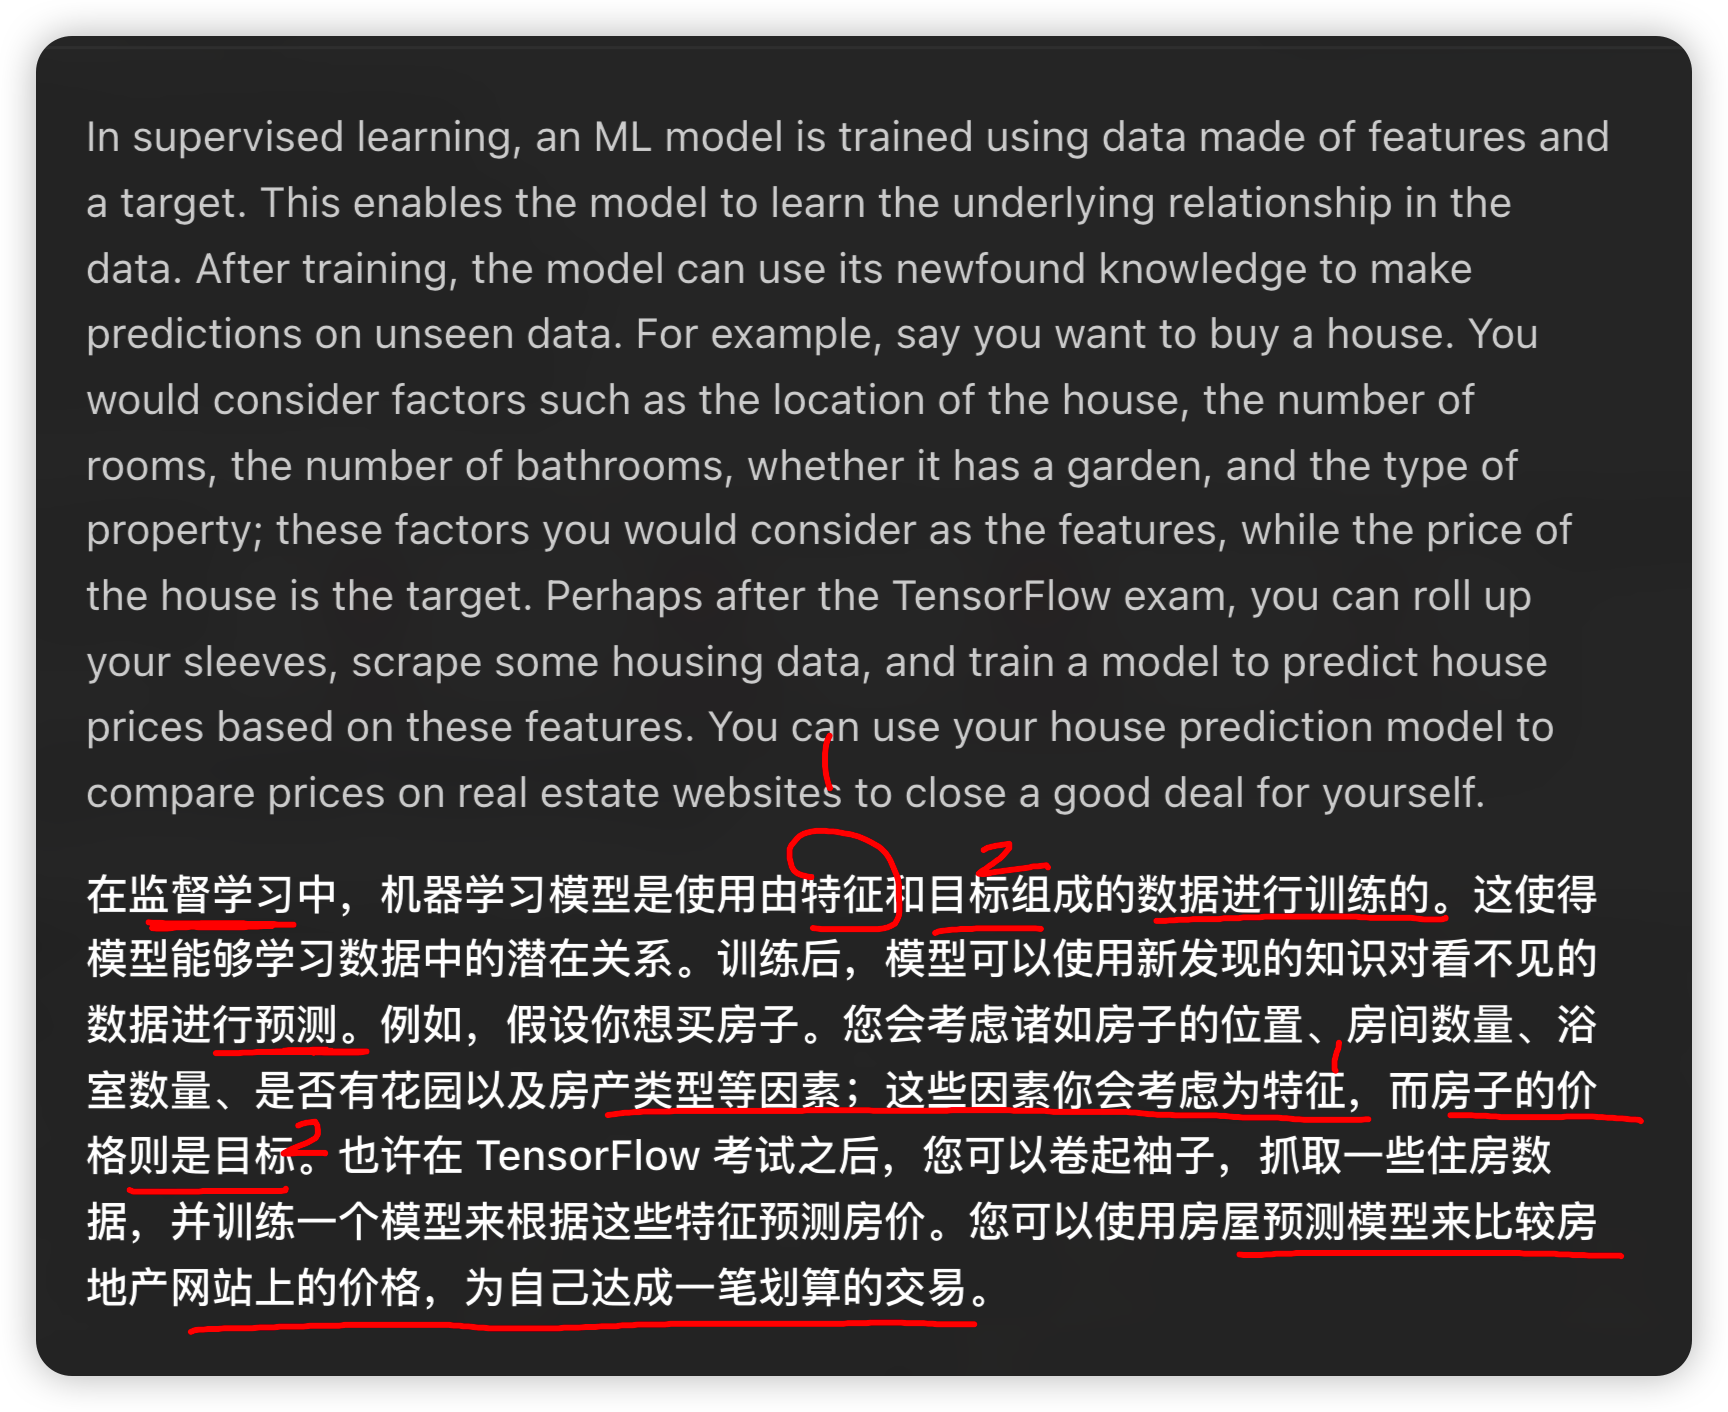 In supervised learning, an ML model is trained using data made of features and
a target. This enables the model to learn the underlying relationship in the
data. After training, the model can use its newfound knowledge to make
predictions on unseen data. For example, say you want to buy a house. You
would consider factors such as the location of the house, the number of
rooms, the number of bathrooms, whether it has a garden, and the type of
property; these factors you would consider as the features, while the price of
the house is the target. Perhaps after the TensorFlow exam, you can roll up
your sleeves, scrape some housing data, and train a model to predict house
prices based on these features. You can use your house prediction model to
compare prices on real estate websites to close a good deal for yourself.
1
2
在监督学习中，机器学习模型是使用由特征和目标组成的数据进行训练的。这使得
模型能够学习数据中的潜在关系。训练后，模型可以使用新发现的知识对看不见的
数据进行预测。例如，假设你想买房子。您会考虑诸如房子的位置、房间数量、浴
1
室数量、是否有花园以及房产类型等因素；这些因素你会考虑为特征，而房子的价
2
格则是目标。也许在 TensorFlow 考试之后，您可以卷起袖子，抓取一些住房数
据，并训练一个模型来根据这些特征预测房价。您可以使用房屋预测模型来比较房
地产网站上的价格，为自己达成一笔划算的交易。